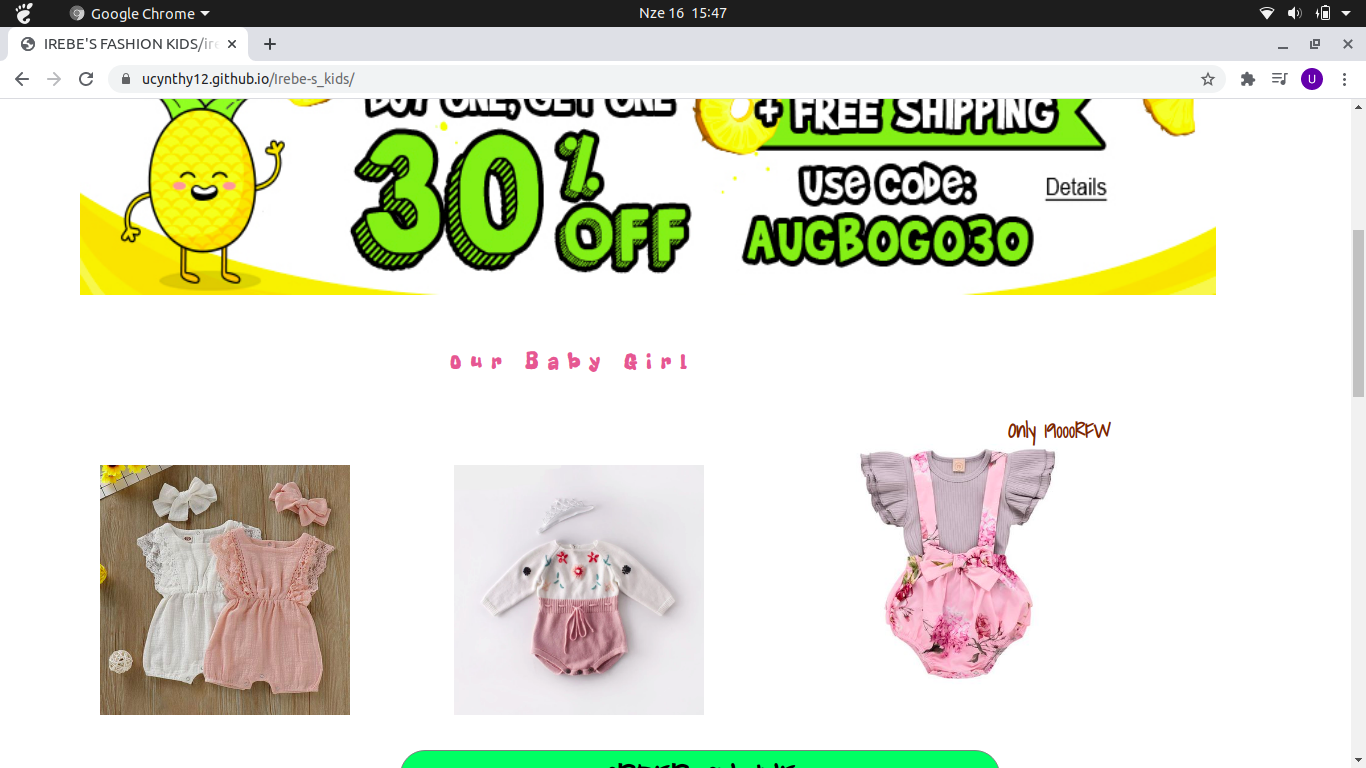 Google Chrome
Nze 16 15:47
IREBE'S FASHION KIDS/ire
ucynthy12.github.io/Irebe-s_kids/
U
BUY ONE, GET ONE
30% OFF
+ FREE SHIPPING
USE CODE:
AUGBOGO30
Details
Our Baby Girl
Only 19000RFW